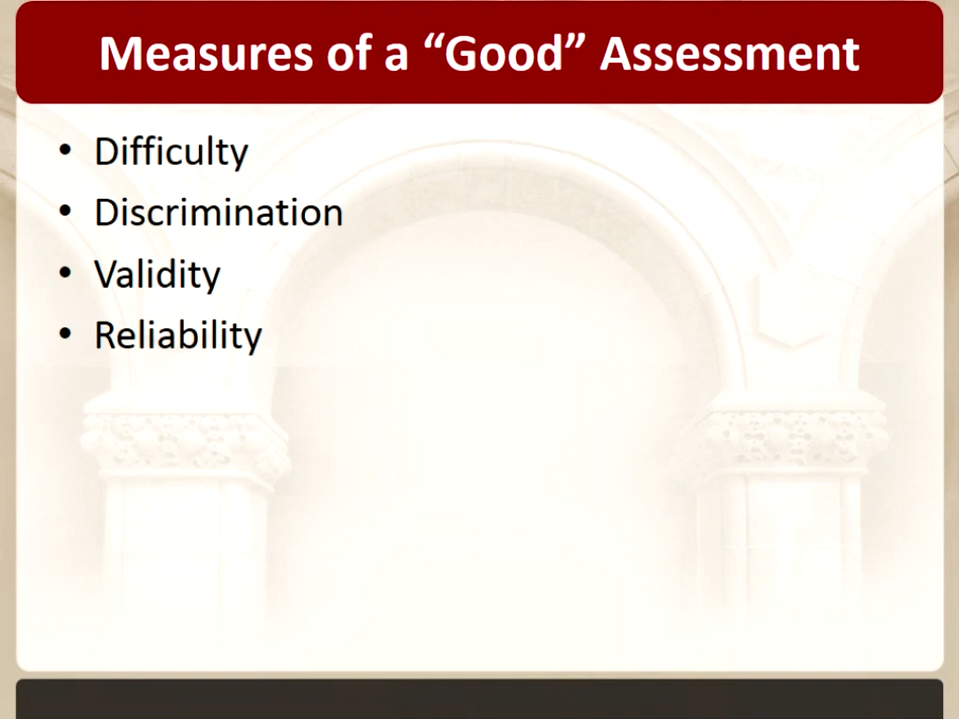 Measures of a “Good” Assessment
• Difficulty
• Discrimination
• Validity
• Reliability